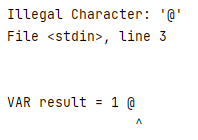 Illegal Character: '@'
File <stdin>, line 3
VAR result = 1 @
^